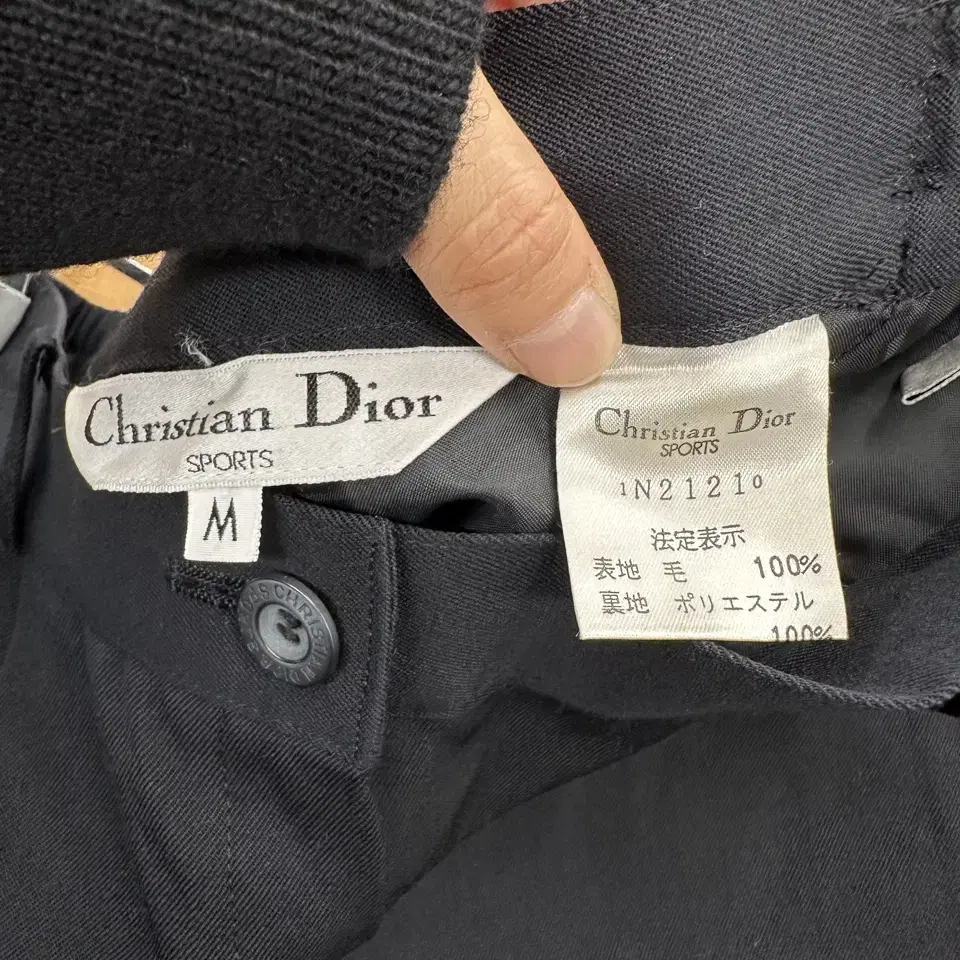 Christian Dior
SPORTS
M
Christian Dior
SPORTS
1N21210
法定表示
表地 毛 100%
裏地 ポリエステル
100%